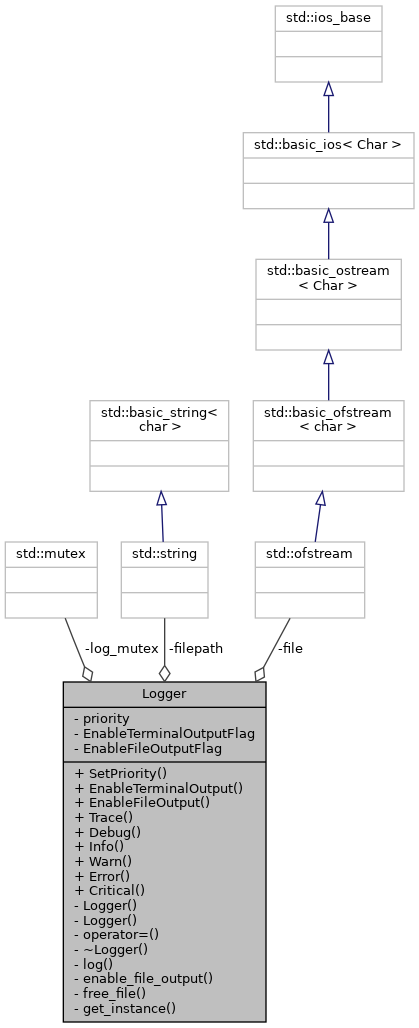 std::ios_base
std::basic_ios< Char >
std::basic_ostream
< Char >
std::basic_string<
char >
std::basic_ofstream
< char >
std::mutex
std::string
std::ofstream
-log_mutex
-filepath
-file
Logger
- priority
- EnableTerminalOutputFlag
- EnableFileOutputFlag
+ SetPriority()
+ EnableTerminalOutput()
+ EnableFileOutput()
+ Trace()
+ Debug()
+ Info()
+ Warn()
+ Error()
+ Critical()
- Logger()
- Logger()
- operator=()
- ~Logger()
- log()
- enable_file_output()
- free_file()
- get_instance()